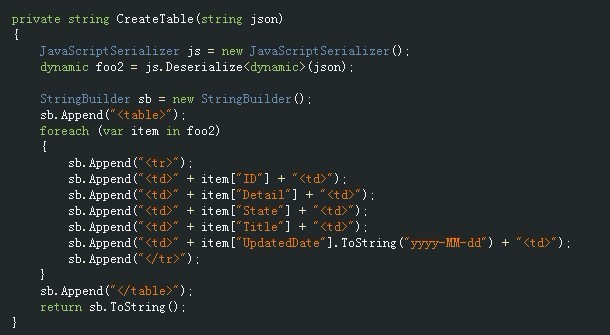 private string CreateTable(string json)
{
    JavaScriptSerializer js = new JavaScriptSerializer();
    dynamic foo2 = js.Deserialize<dynamic>(json);

    StringBuilder sb = new StringBuilder();
    sb.Append("<table>");
    foreach (var item in foo2)
    {
        sb.Append("<tr>");
        sb.Append("<td>" + item["ID"] + "<td>");
        sb.Append("<td>" + item["Detail"] + "<td>");
        sb.Append("<td>" + item["State"] + "<td>");
        sb.Append("<td>" + item["Title"] + "<td>");
        sb.Append("<td>" + item["UpdatedDate"].ToString("yyyy-MM-dd") + "<td>");
        sb.Append("</tr>");
    }
    sb.Append("</table>");
    return sb.ToString();
}